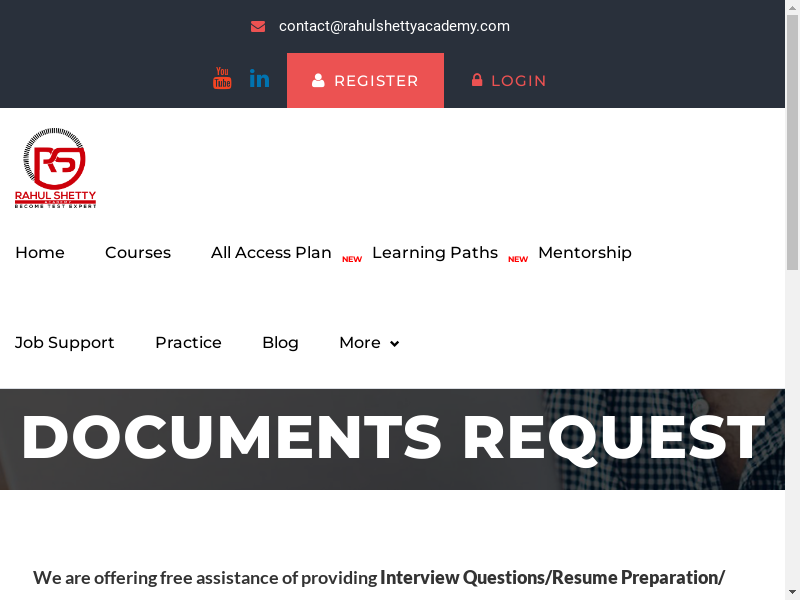 contact@rahulshettyacademy.com
You
Tube
in
REGISTER
LOGIN
RS
RAHUL SHETTY
ACADEMY
BECOME TEST EXPERT
Home
Courses
All Access Plan NEW
Learning Paths NEW
Mentorship
Job Support
Practice
Blog
More
DOCUMENTS REQUEST
We are offering free assistance of providing Interview Questions/Resume Preparation/